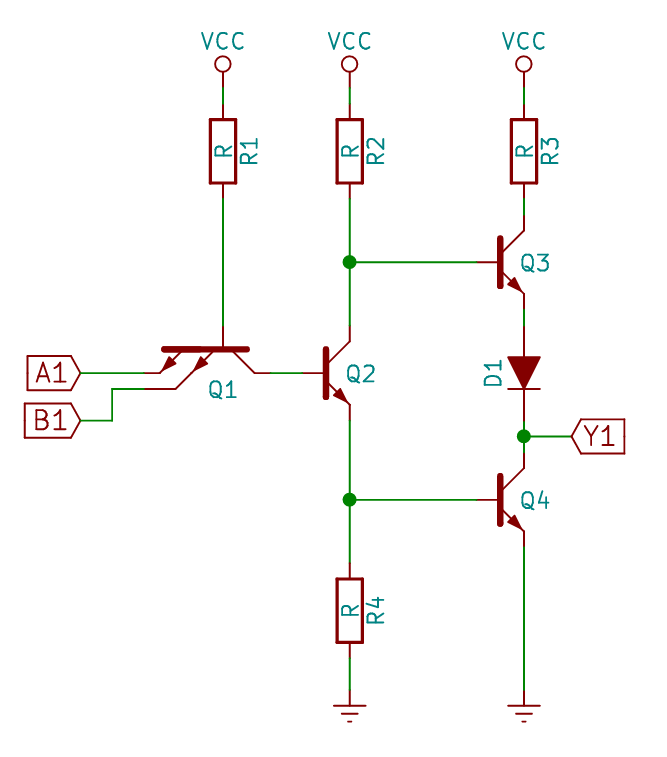 VCC VCC VCC
R R1 R R2 R R3
Q3
A1 Q1 Q2 D1
B1 Y1
Q4
R R4